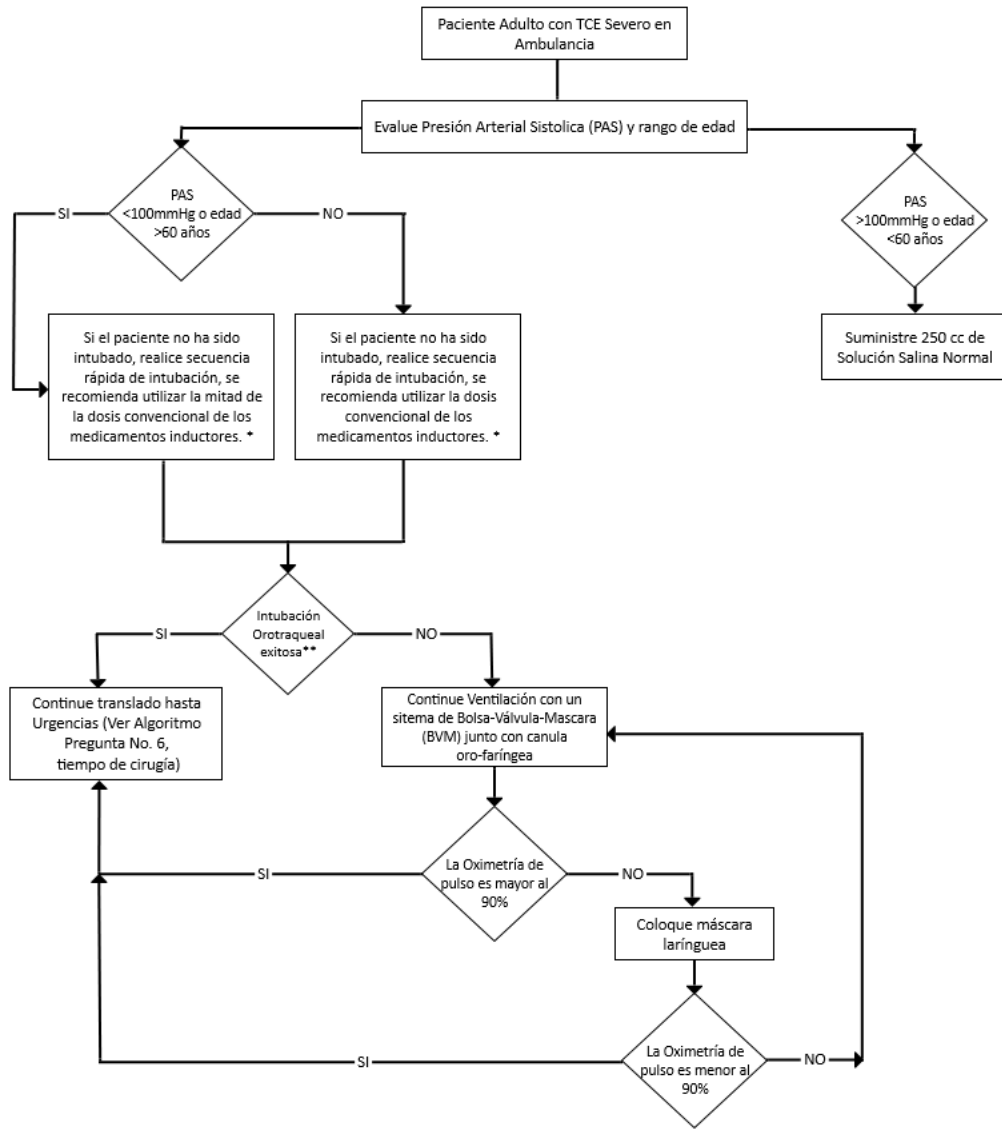 Paciente Adulto con TCE Severo en
Ambulancia
Evalue Presión Arterial Sistolica (PAS) y rango de edad
PAS
<100mmHg o edad
>60 años
SI
NO
PAS
>100mmHg o edad
<60 años
Si el paciente no ha sido
intubado, realice secuencia
rápida de intubación, se
recomienda utilizar la mitad de
la dosis convencional de los
medicamentos inductores. *
Si el paciente no ha sido
intubado, realice secuencia
rápida de intubación, se
recomienda utilizar la dosis
convencional de los
medicamentos inductores. *
Suministre 250 cc de
Solución Salina Normal
Intubación
Orotraqueal
exitosa**
SI
NO
Continue translado hasta
Urgencias (Ver Algoritmo
Pregunta No. 6,
tiempo de cirugía)
Continue Ventilación con un
sitema de Bolsa-Válvula-Mascara
(BVM) junto con canula
oro-faríngea
La Oximetría de
pulso es mayor al
90%
SI
NO
Coloque máscara
larínguea
La Oximetría de
pulso es menor al
90%
SI
NO